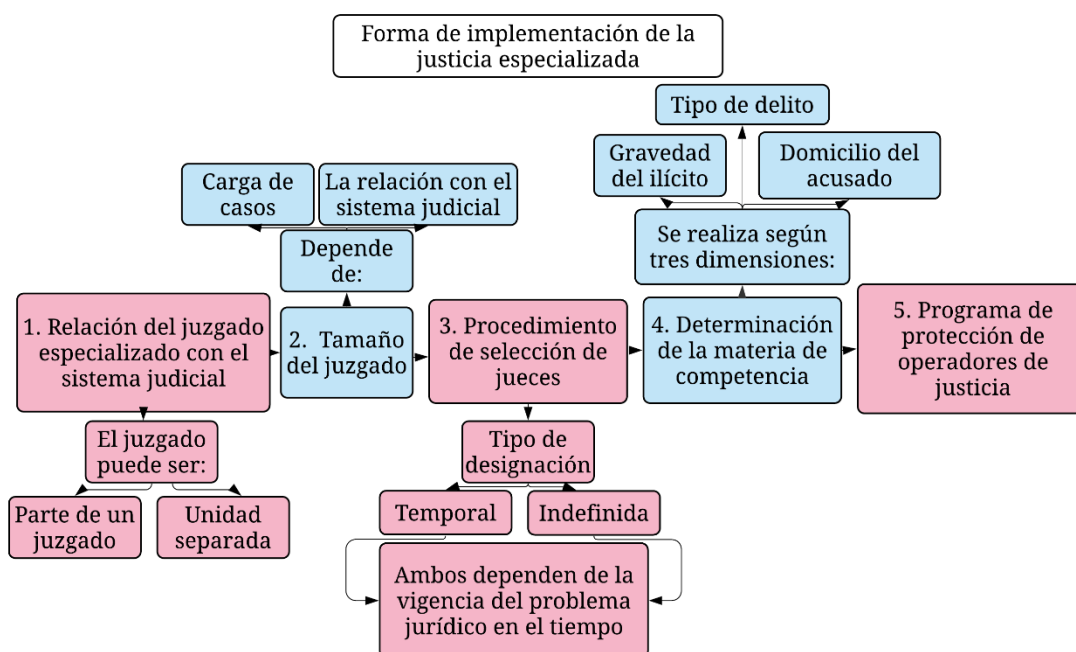 Forma de implementación de la
justicia especializada
Tipo de delito
Gravedad
del ilícito
Domicilio del
acusado
Carga de
casos
La relación con el
sistema judicial
Se realiza según
tres dimensiones:
Depende
de:
1. Relación del juzgado
especializado con el
sistema judicial
2. Tamaño
del juzgado
3. Procedimiento
de selección de
jueces
4. Determinación
de la materia de
competencia
5. Programa de
protección de
operadores de
justicia
El juzgado
puede ser:
Parte de un
juzgado
Unidad
separada
Tipo de
designación
Temporal
Indefinida
Ambos dependen de la
vigencia del problema
jurídico en el tiempo